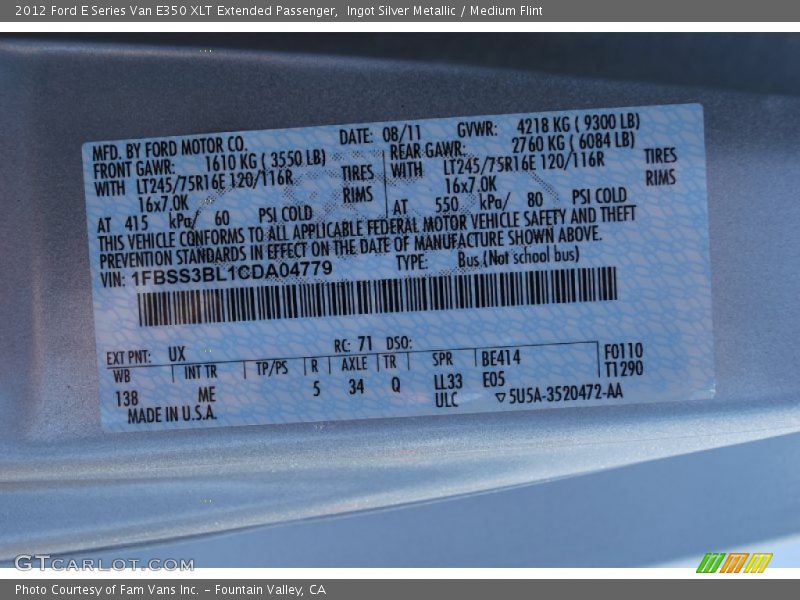 2012 Ford E Series Van E350 XLT Extended Passenger,  Ingot Silver Metallic / Medium Flint
MFD. BY FORD MOTOR CO. DATE: 08/11 GVWR: 4218 KG ( 9300 LB)
FRONT GAWR: 1610 KG ( 3550 LB) REAR GAWR: 2760 KG ( 6084 LB)
WITH LT245/75R16E 120/116R TIRES WITH LT245/75R16E 120/116R TIRES
16x7.0K RIMS 16x7.0K RIMS
AT 415 kPa/ 60 PSI COLD AT 550 kPa/ 80 PSI COLD
THIS VEHICLE CONFORMS TO ALL APPLICABLE FEDERAL MOTOR VEHICLE SAFETY AND THEFT
PREVENTION STANDARDS IN EFFECT ON THE DATE OF MANUFACTURE SHOWN ABOVE.
VIN: 1FBSS3BL1CDA04779 TYPE: Bus (Not school bus)
EXT PNT: UX RC: 71 DSO:
WB INT TR TP/PS R AXLE TR SPR BE414 F0110
138 ME 5 34 Q LL33 E05 T1290
ULC ▽5U5A-3520472-AA
MADE IN U.S.A.
GTCARLOT.COM
Photo Courtesy of Fam Vans Inc. - Fountain Valley, CA